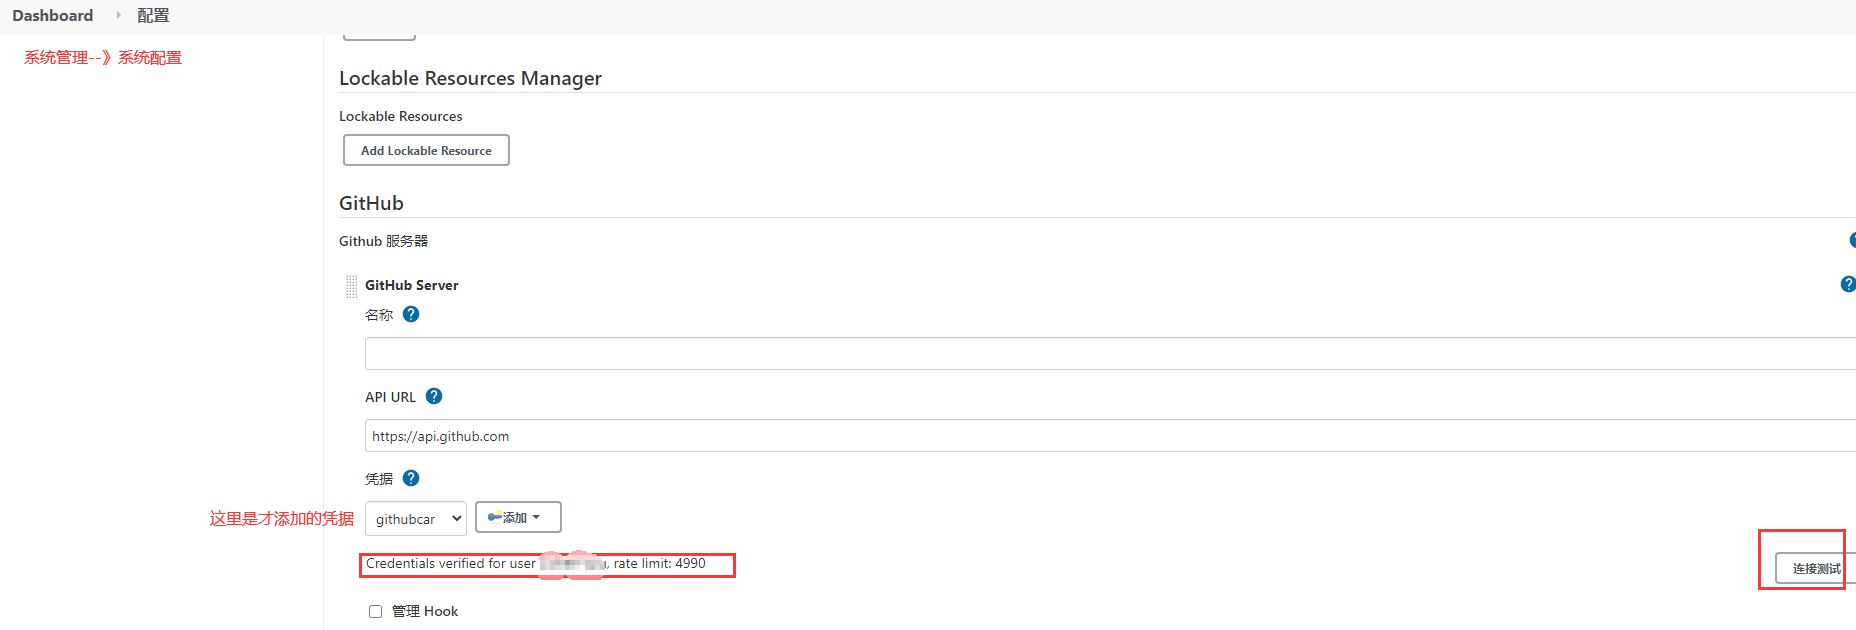 Dashboard 配置
系统管理--》系统配置
Lockable Resources Manager
Lockable Resources
Add Lockable Resource
GitHub
Github 服务器
GitHub Server
名称
API URL
https://api.github.com
凭据
这里是才添加的凭据 githubcar 添加
Credentials verified for user , rate limit: 4990
连接测试
管理 Hook